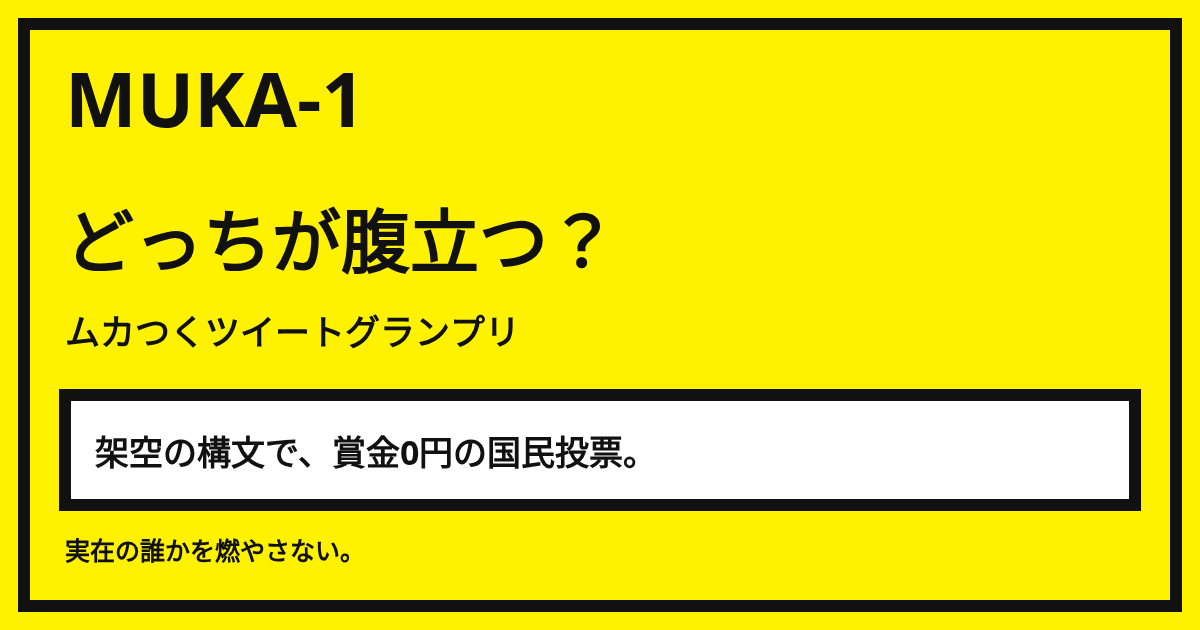 MUKA-1
どっちが腹立つ？
ムカつくツイートグランプリ
架空の構文で、賞金0円の国民投票。
実在の誰かを燃やさない。